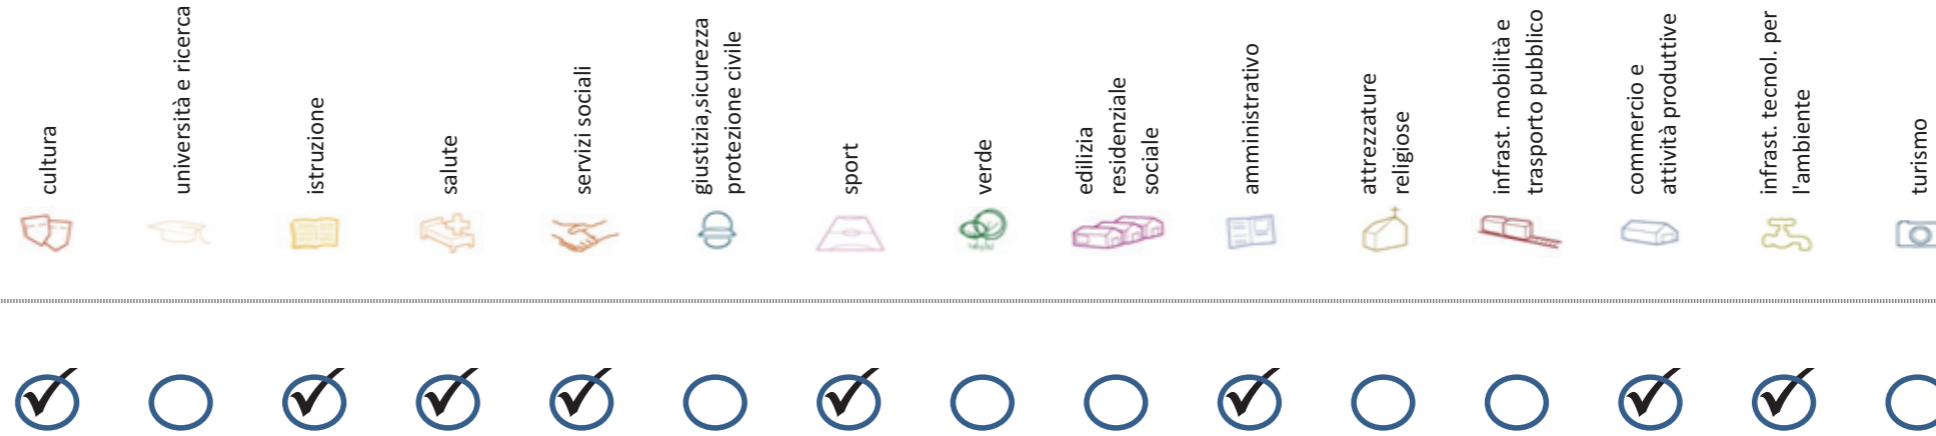 cultura
università e ricerca
istruzione
salute
servizi sociali
giustizia,sicurezza
protezione civile
sport
verde
edilizia
residenziale
sociale
amministrativo
attrezzature
religiose
infrast. mobilità e
trasporto pubblico
commercio e
attività produttive
infrast. tecnol. per
l'ambiente
turismo